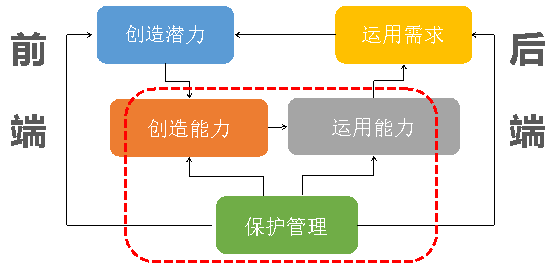 前端
创造潜力
运用需求
后端
创造能力
运用能力
保护管理